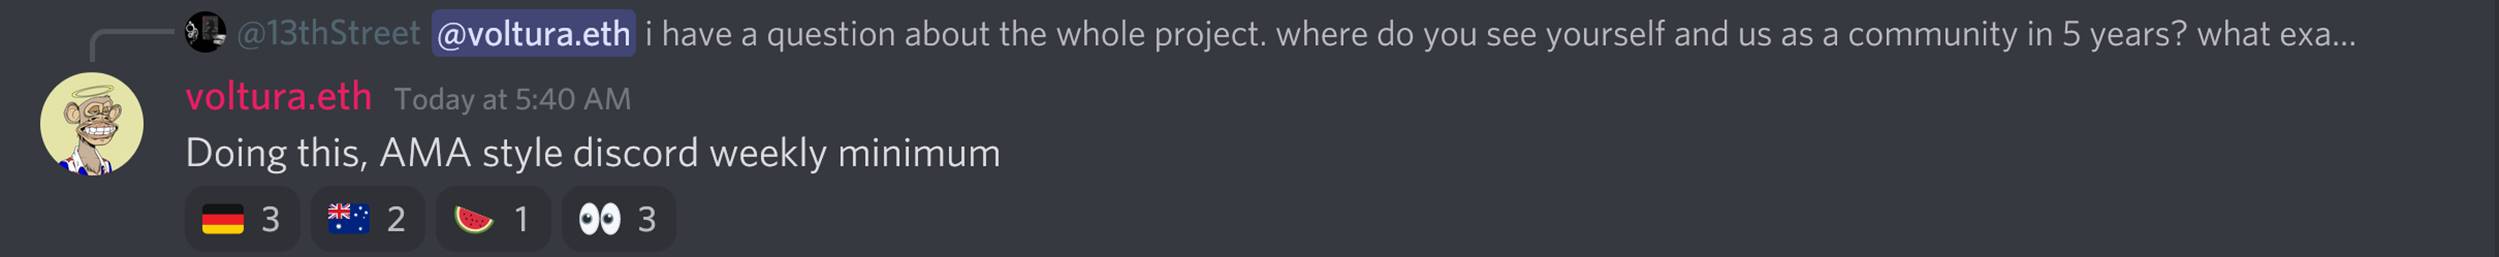 @13thStreet @voltura.eth i have a question about the whole project. where do you see yourself and us as a community in 5 years? what exa...
voltura.eth Today at 5:40 AM
Doing this, AMA style discord weekly minimum
3 2 1 3